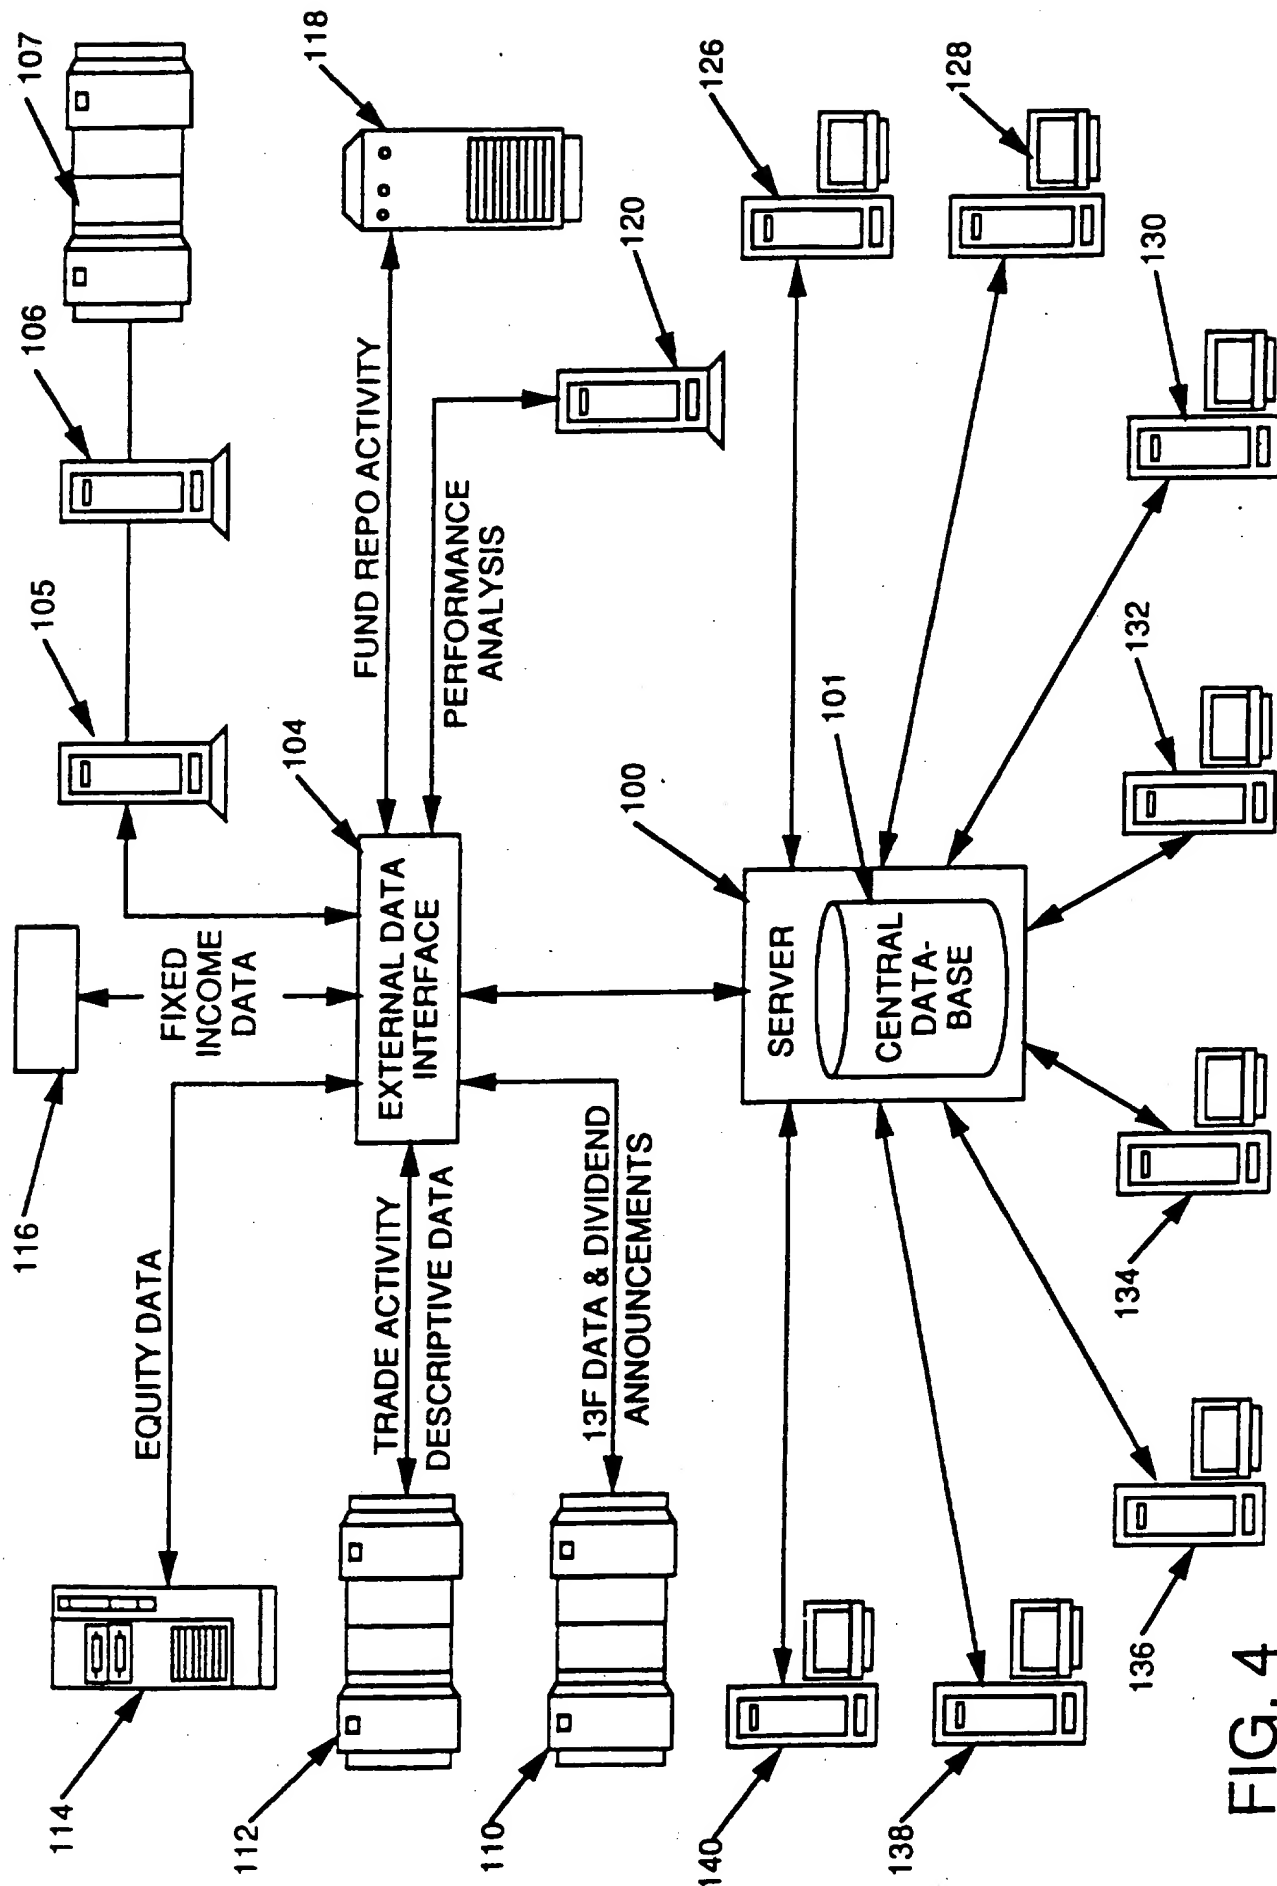 107
118
126
128
106
120
130
105
FUND REPO ACTIVITY
PERFORMANCE
ANALYSIS
132
104
100
101
116
FIXED
INCOME
DATA
EXTERNAL DATA
INTERFACE
SERVER
CENTRAL
DATA-
BASE
EQUITY DATA
TRADE ACTIVITY
DESCRIPTIVE DATA
13F DATA & DIVIDEND
ANNOUNCEMENTS
134
114
112
110
140
138
136
FIG. 4